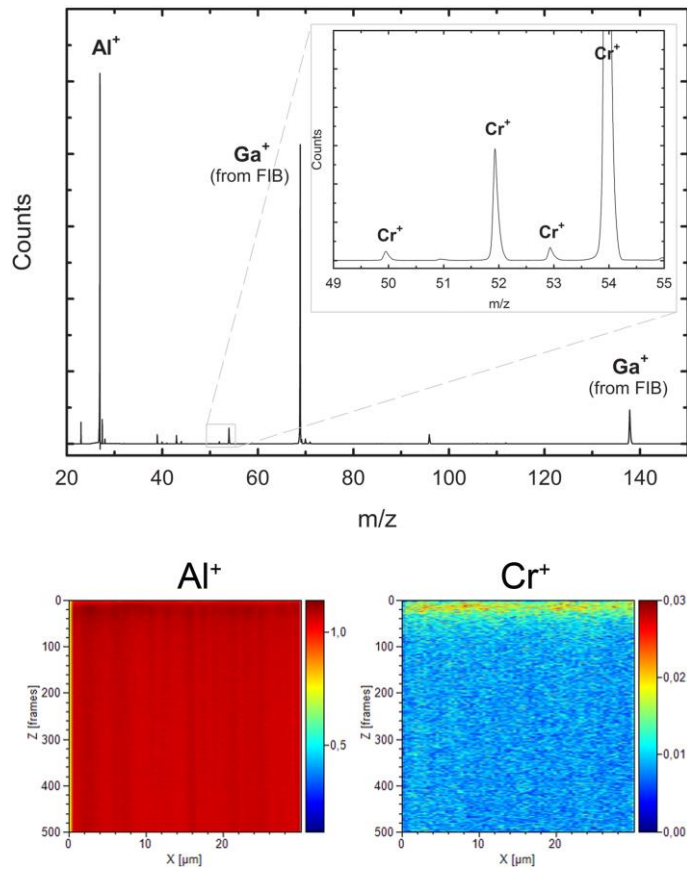 Al⁺
Ga⁺
(from FIB)
Counts
20 40 60 80 100 120 140
m/z
Cr⁺
Cr⁺
Cr⁺
Cr⁺
Counts
49 50 51 52 53 54 55
m/z
Ga⁺
(from FIB)
Al⁺
0
100
200
300
400
500
Z [frames]
0 20
X [µm]
1,0
0,5
Cr⁺
0
100
200
300
400
500
Z [frames]
0 20
X [µm]
0,03
0,02
0,01
0,00